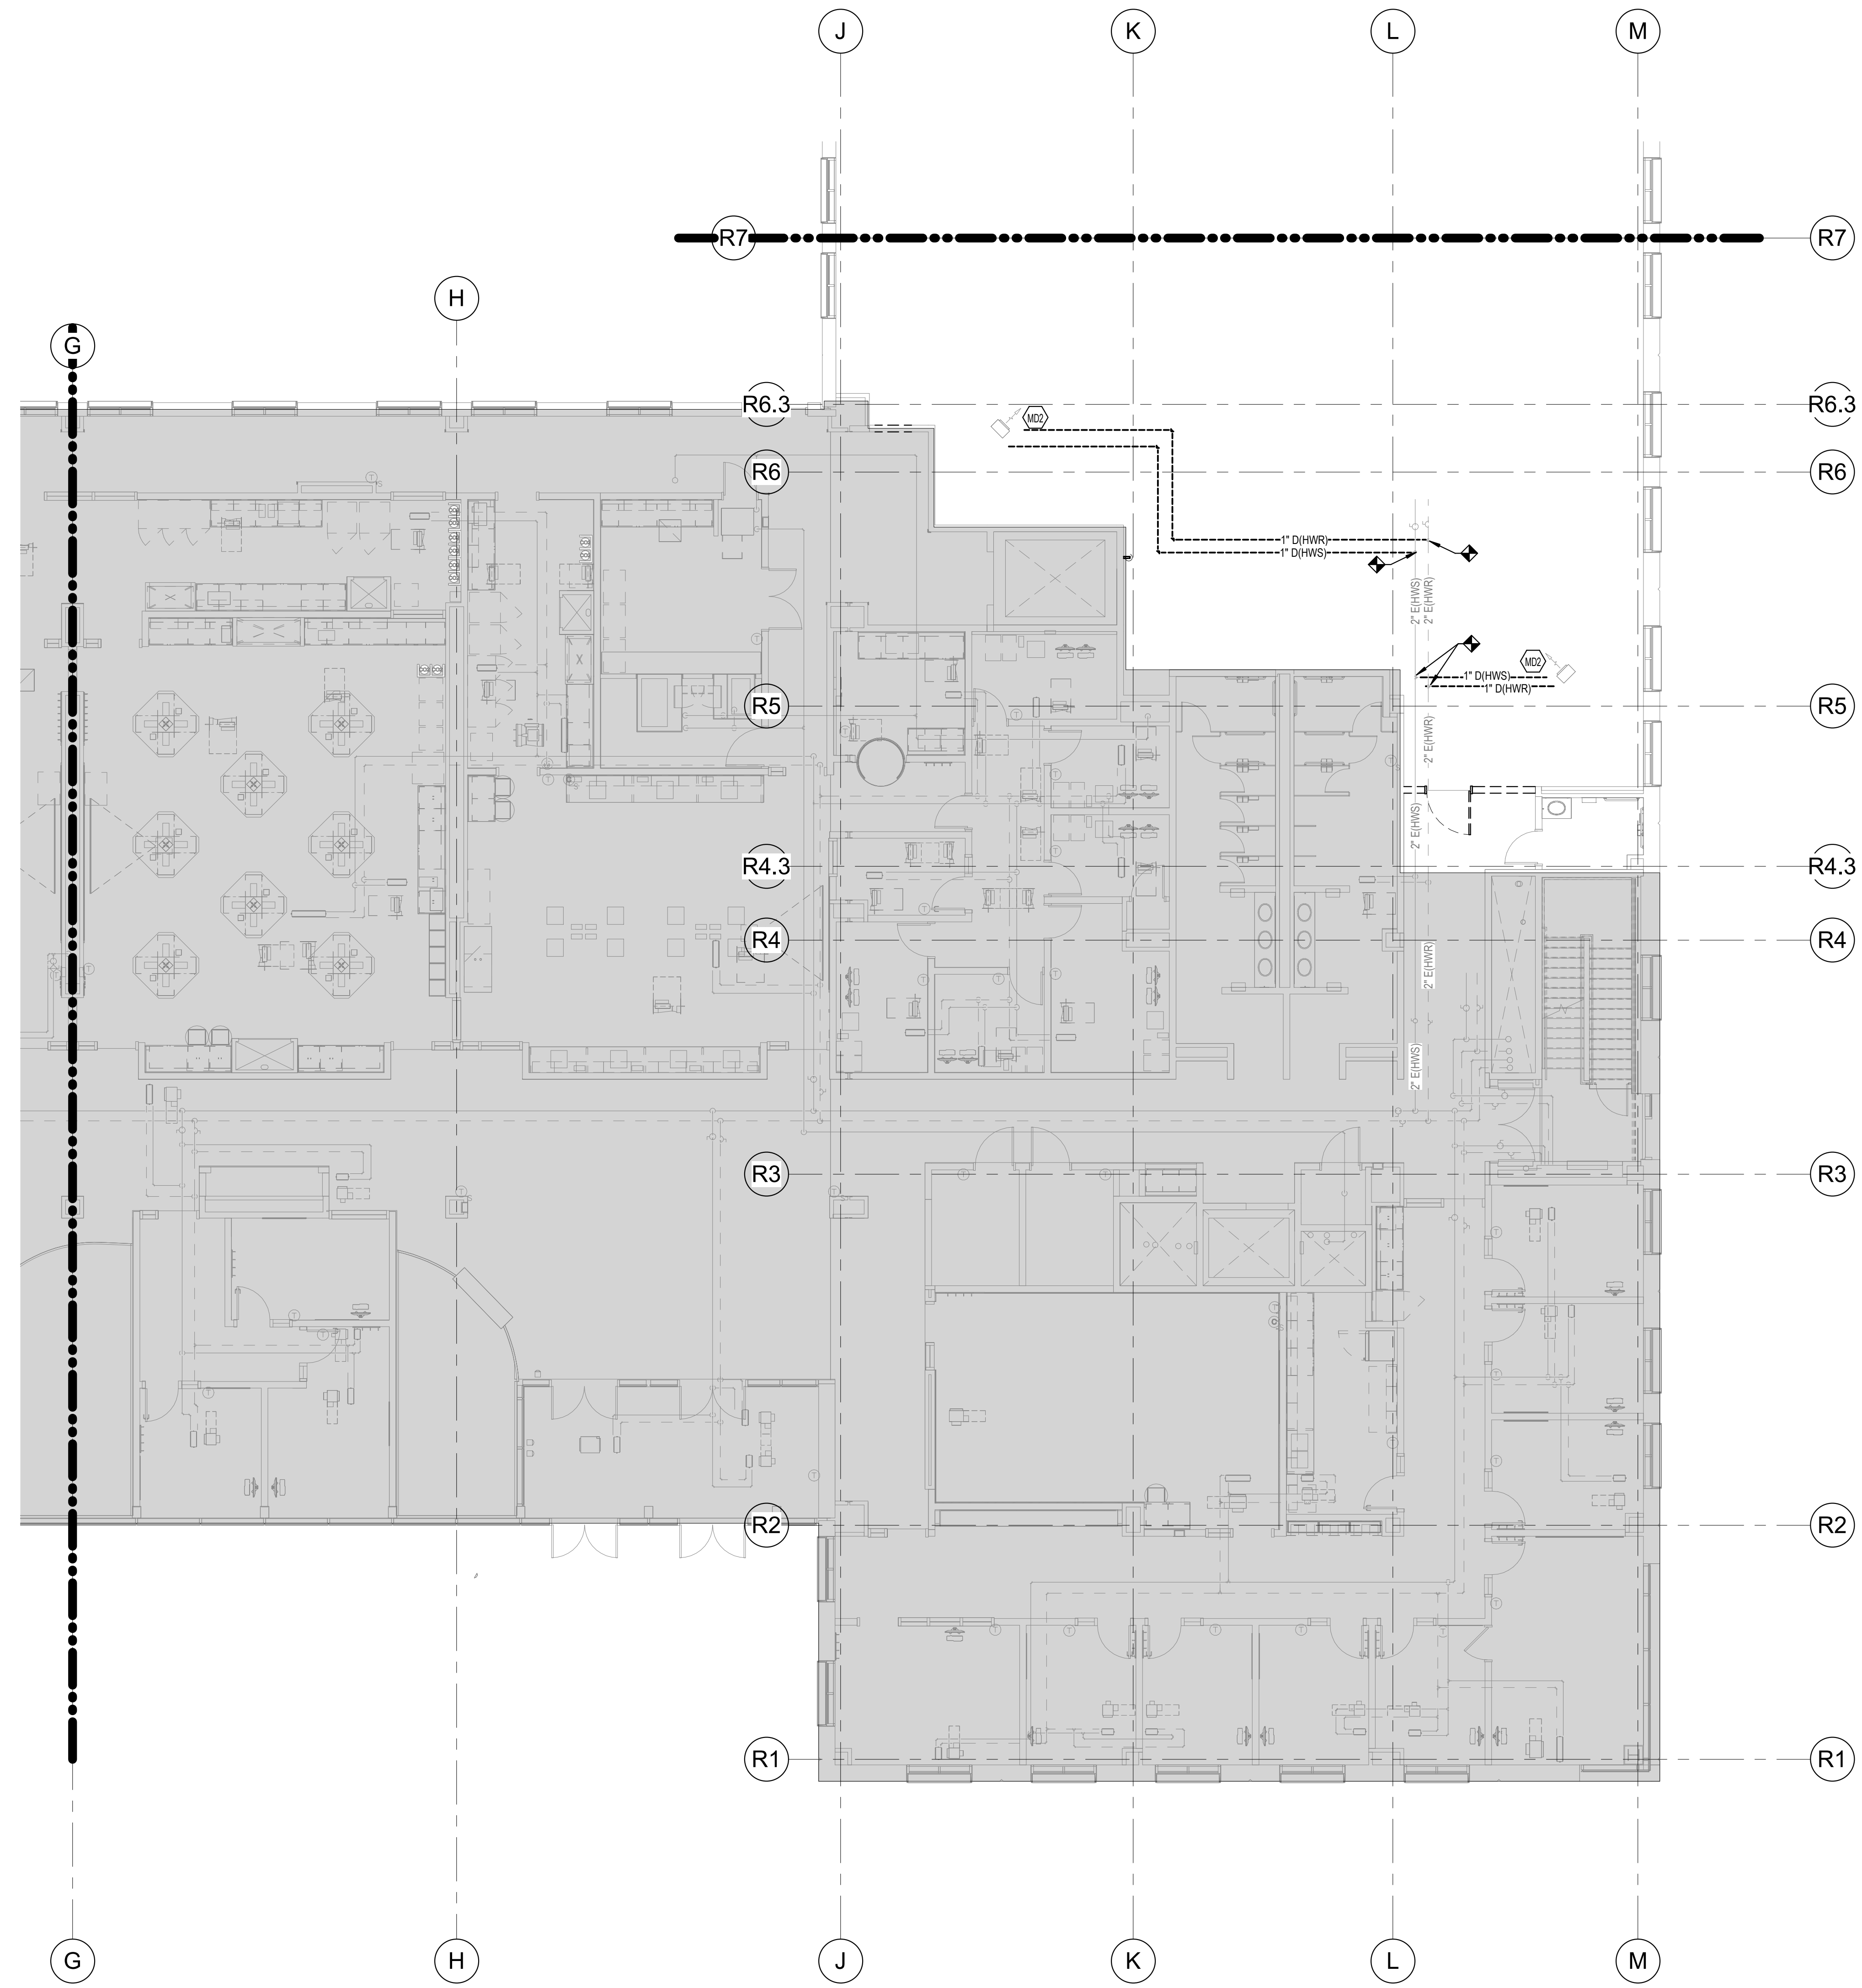 J
K
L
M
R7
R7
H
G
R6.3
MD2
R6.3
R6
R6
1" D(HWR)
1" D(HWS)
2" E(HWS)
2" E(HWR)
MD2
1" D(HWS)
1" D(HWR)
R5
R5
2" E(HWR)
2" E(HWS)
R4.3
R4.3
R4
R4
2" E(HWR)
2" E(HWS)
R3
R3
R2
R2
R1
R1
G
H
J
K
L
M